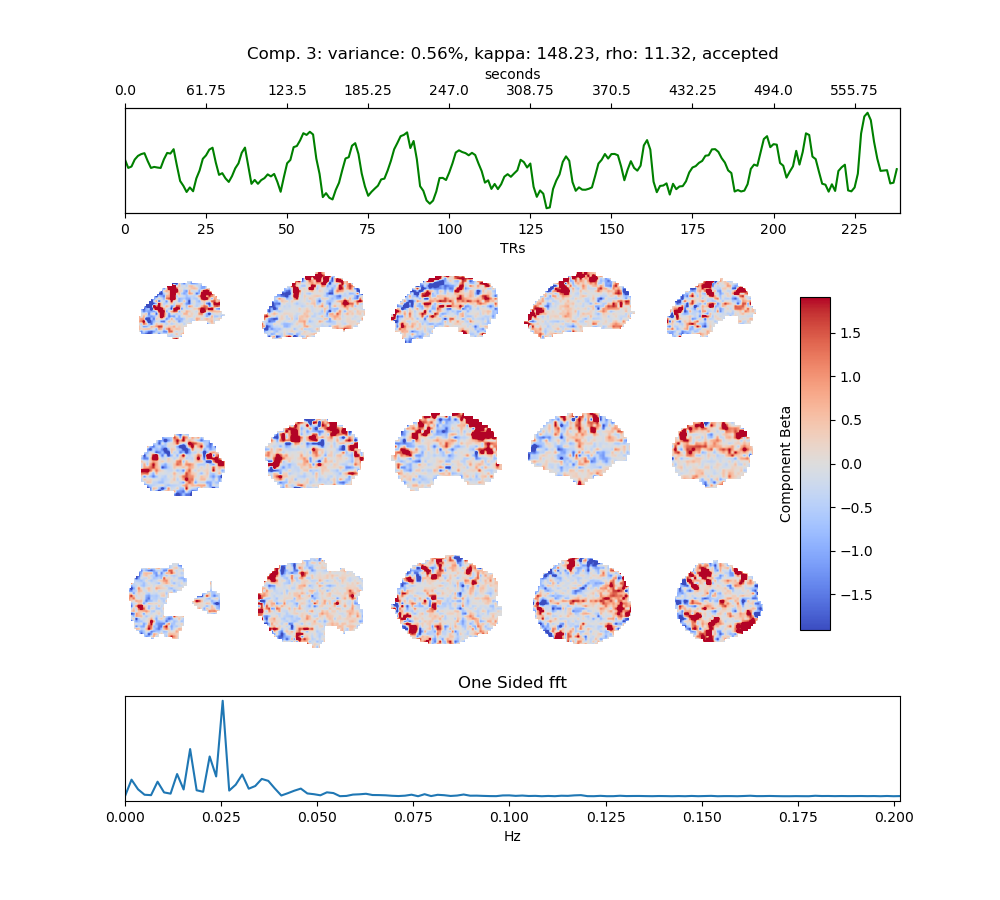 Comp. 3: variance: 0.56%, kappa: 148.23, rho: 11.32, accepted
seconds
0.0 61.75 123.5 185.25 247.0 308.75 370.5 432.25 494.0 555.75
0 25 50 75 100 125 150 175 200 225
TRs
1.5
1.0
0.5
0.0
−0.5
−1.0
−1.5
Component Beta
One Sided fft
0.000 0.025 0.050 0.075 0.100 0.125 0.150 0.175 0.200
Hz